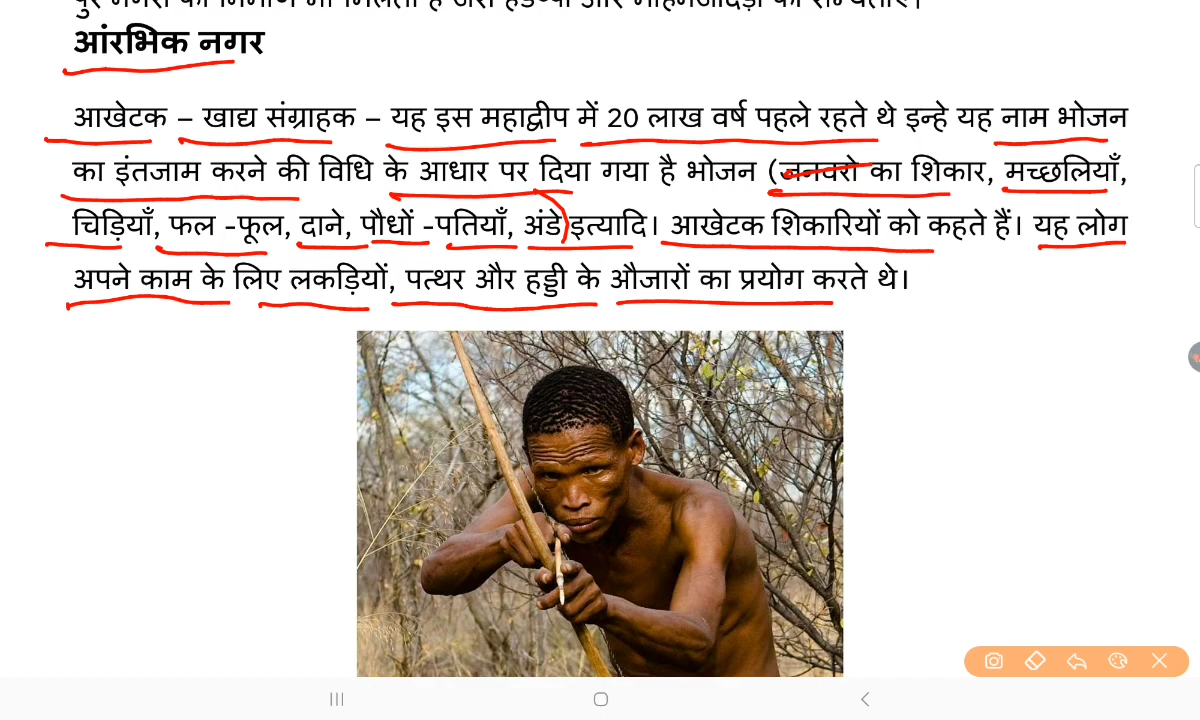 आंरभिक नगर
आखेटक – खाद्य संग्राहक – यह इस महाद्वीप में 20 लाख वर्ष पहले रहते थे इन्हे यह नाम भोजन
का इंतजाम करने की विधि के आधार पर दिया गया है भोजन (जनवरो का शिकार, मच्छलियाँ,
चिड़ियाँ, फल -फूल, दाने, पौधों -पतियाँ, अंडे इत्यादि। आखेटक शिकारियों को कहते हैं। यह लोग
अपने काम के लिए लकड़ियों, पत्थर और हड्डी के औजारों का प्रयोग करते थे।